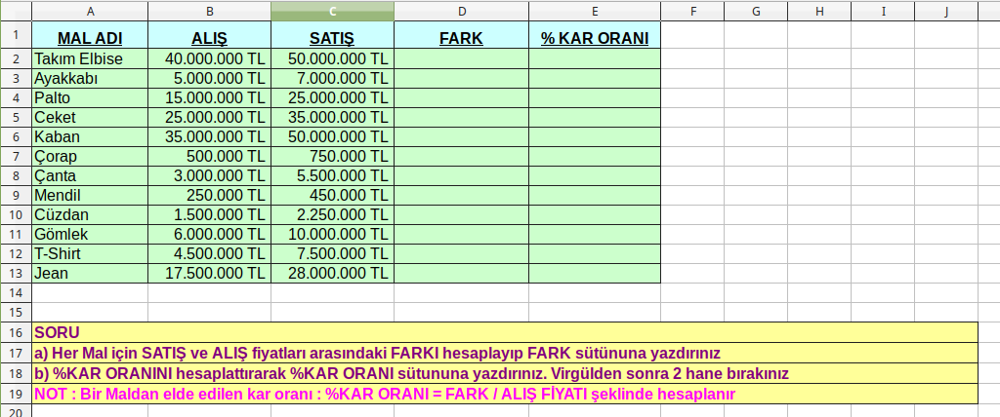 A B C D E F G H I J
1 MAL ADI ALIŞ SATIŞ FARK % KAR ORANI
2 Takım Elbise 40.000.000 TL 50.000.000 TL
3 Ayakkabı 5.000.000 TL 7.000.000 TL
4 Palto 15.000.000 TL 25.000.000 TL
5 Ceket 25.000.000 TL 35.000.000 TL
6 Kaban 35.000.000 TL 50.000.000 TL
7 Çorap 500.000 TL 750.000 TL
8 Çanta 3.000.000 TL 5.500.000 TL
9 Mendil 250.000 TL 450.000 TL
10 Cüzdan 1.500.000 TL 2.250.000 TL
11 Gömlek 6.000.000 TL 10.000.000 TL
12 T-Shirt 4.500.000 TL 7.500.000 TL
13 Jean 17.500.000 TL 28.000.000 TL
14
15
16 SORU
17 a) Her Mal için SATIŞ ve ALIŞ fiyatları arasındaki FARKI hesaplayıp FARK sütünuna yazdırınız
18 b) %KAR ORANINI hesaplattırarak %KAR ORANI sütununa yazdırınız. Virgülden sonra 2 hane bırakınız
19 NOT : Bir Maldan elde edilen kar oranı : %KAR ORANI = FARK / ALIŞ FİYATI şeklinde hesaplanır
20